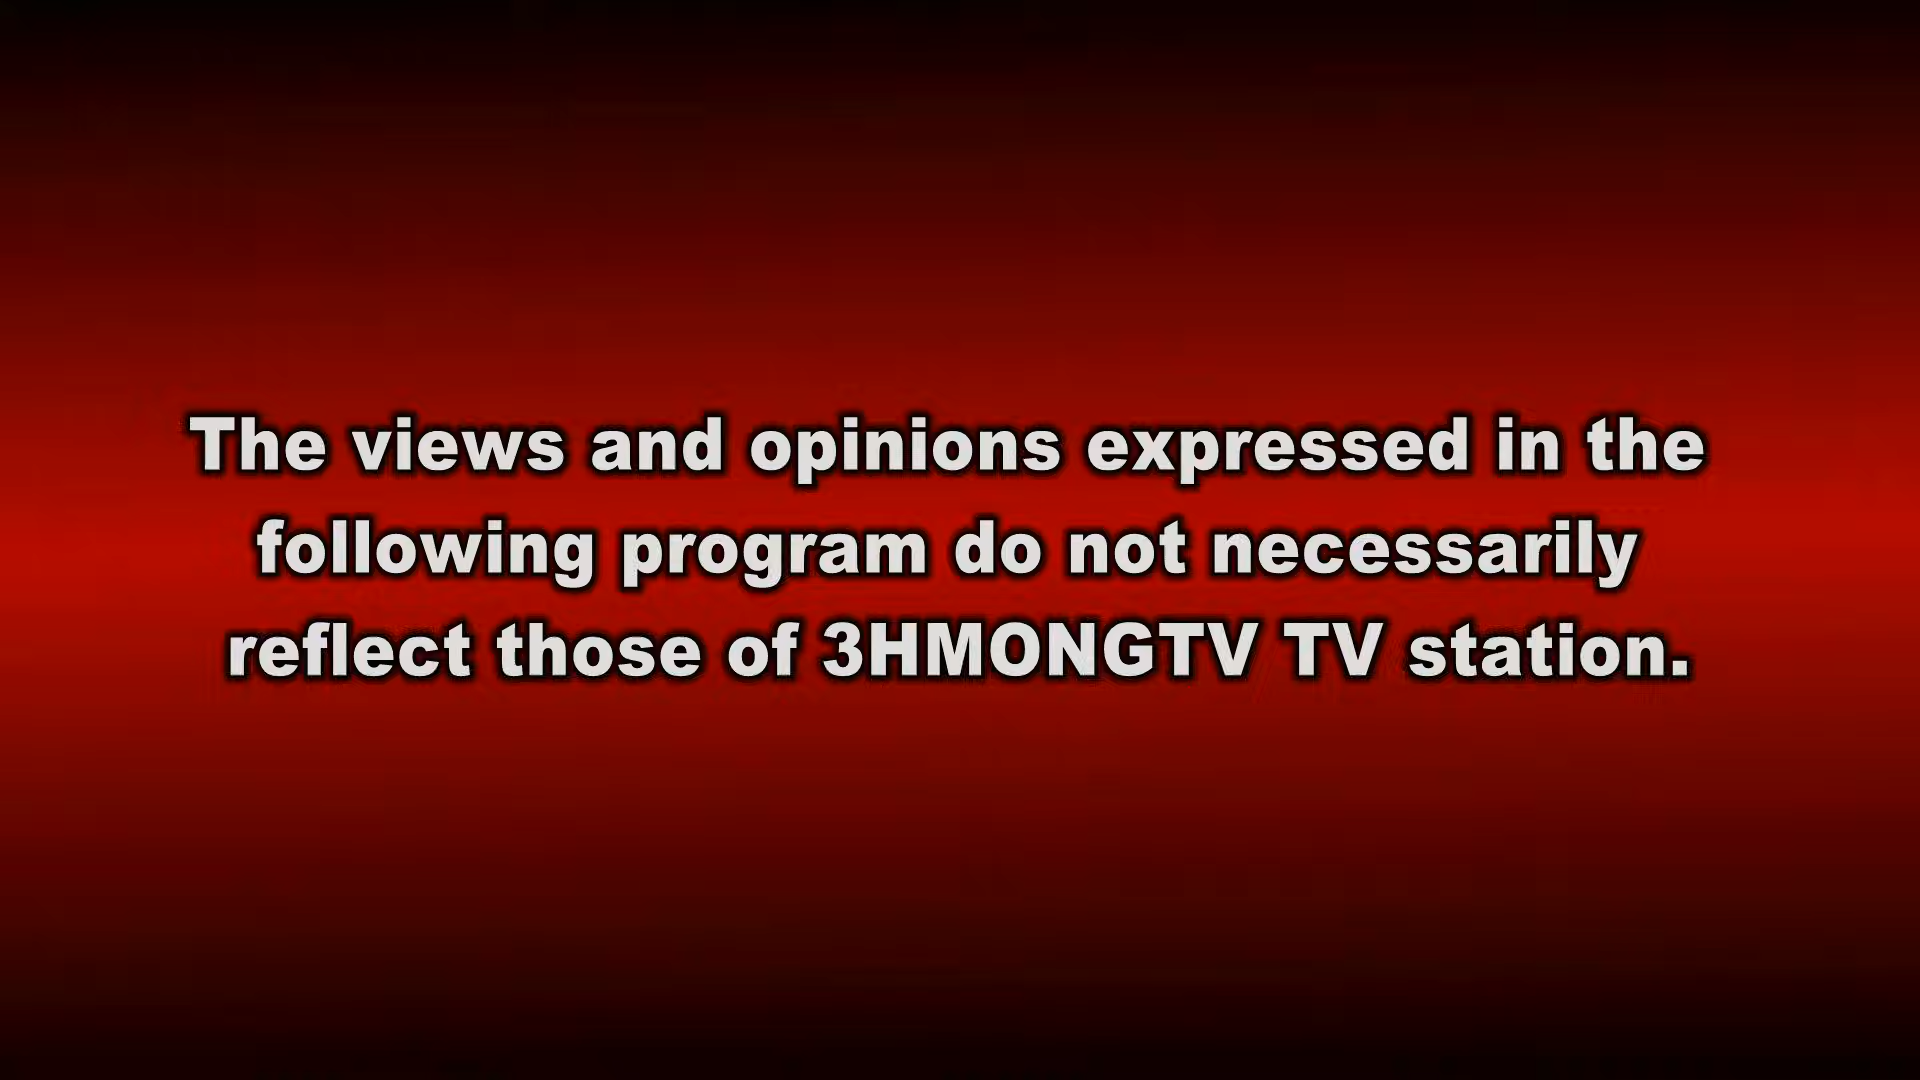 The views and opinions expressed in the
following program do not necessarily
reflect those of 3HMONGTV TV station.